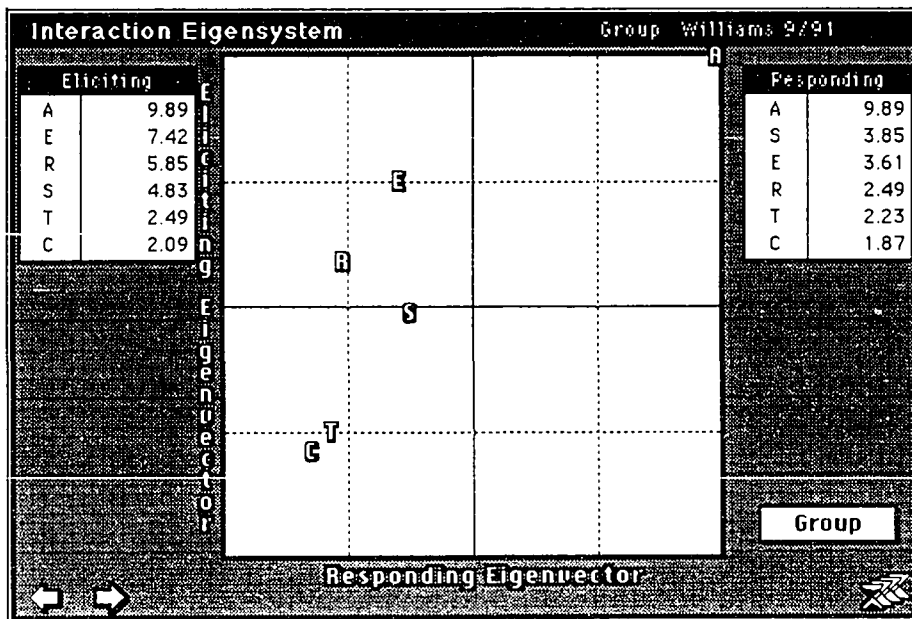 Interaction Eigensystem
Group Williams 9/91
Eliciting
A 9.89
E 7.42
R 5.85
S 4.83
T 2.49
C 2.09
Eliciting Eigenvector
A
E
R
S
T
C
Responding Eigenvector
Responding
A 9.89
S 3.85
E 3.61
R 2.49
T 2.23
C 1.87
Group